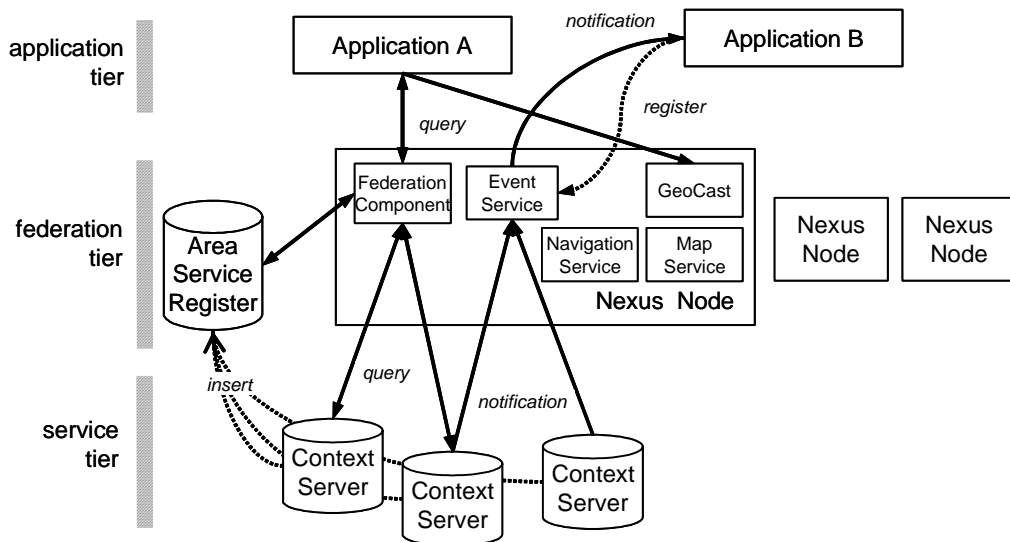 notification
application
tier
Application A
Application B
query
register
federation
tier
Area
Service
Register
Federation
Component
Event
Service
GeoCast
Navigation
Service
Map
Service
Nexus Node
Nexus
Node
Nexus
Node
insert
query
notification
service
tier
Context
Server
Context
Server
Context
Server